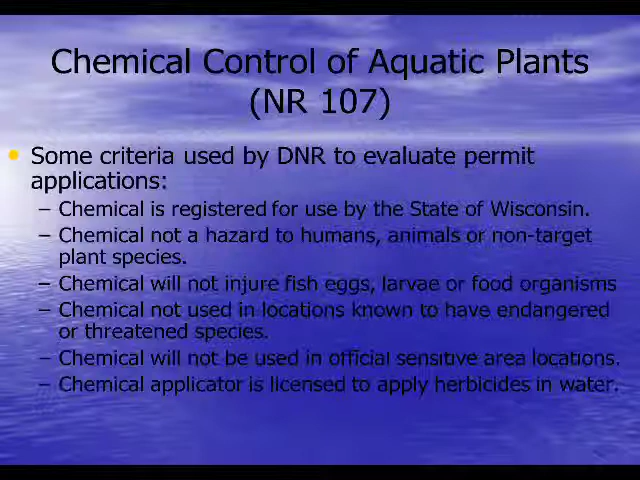 Chemical Control of Aquatic Plants
(NR 107)
• Some criteria used by DNR to evaluate permit
applications:
– Chemical is registered for use by the State of Wisconsin.
– Chemical not a hazard to humans, animals or non-target
plant species.
– Chemical will not injure fish eggs, larvae or food organisms
– Chemical not used in locations known to have endangered
or threatened species.
– Chemical will not be used in official sensitive area locations.
– Chemical applicator is licensed to apply herbicides in water.